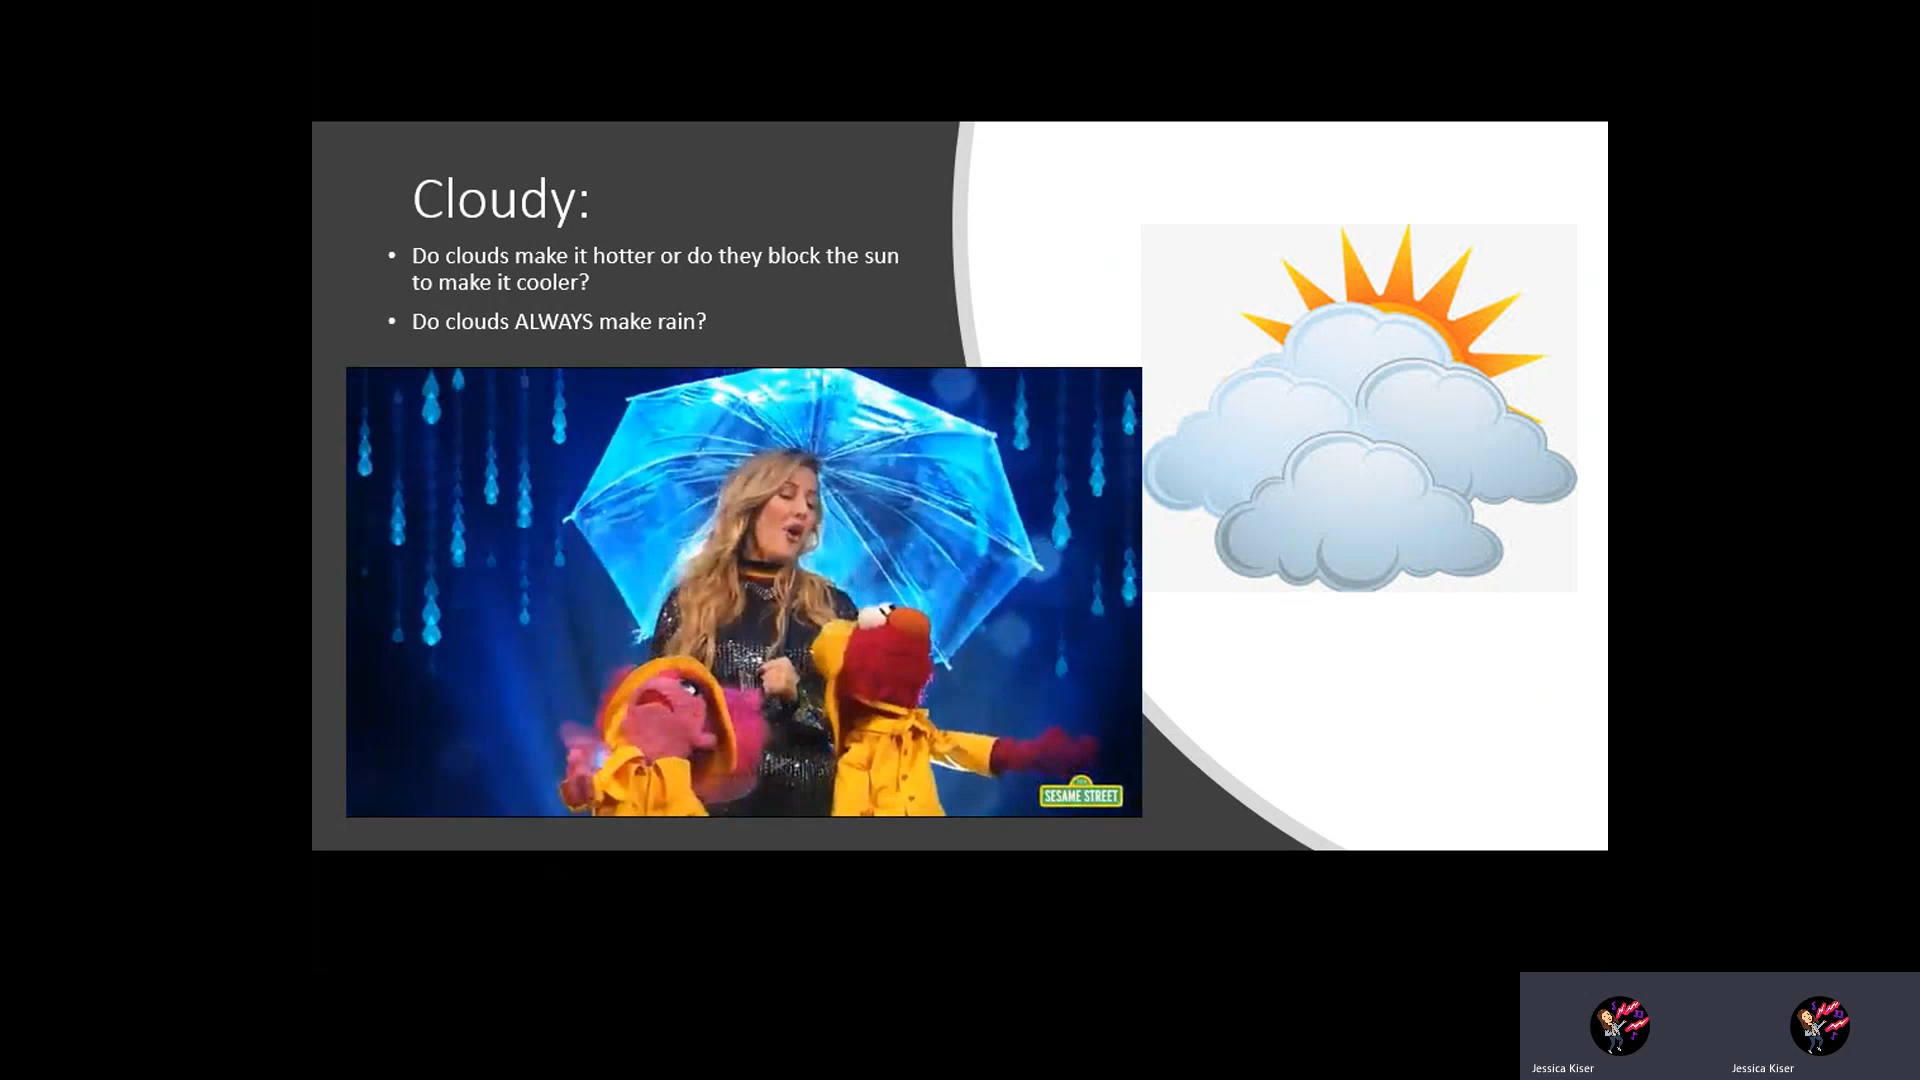 Cloudy:
• Do clouds make it hotter or do they block the sun
to make it cooler?
• Do clouds ALWAYS make rain?
SESAME STREET
Jessica Kiser
Jessica Kiser